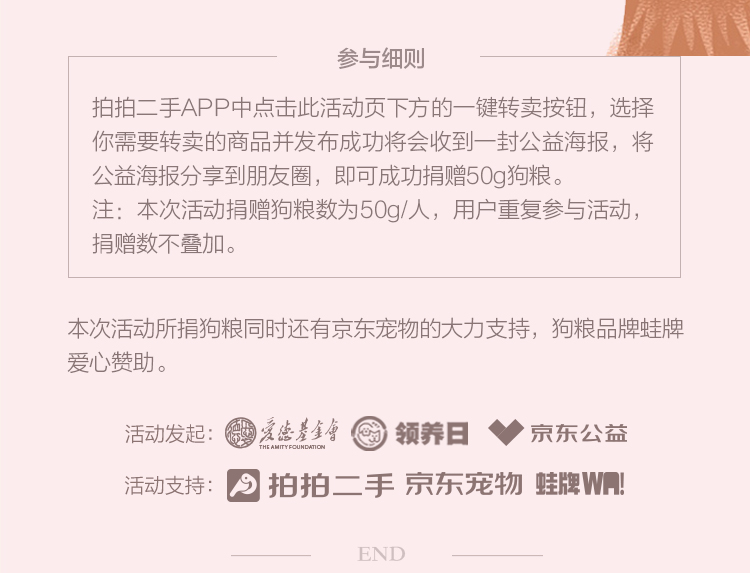 参与细则
拍拍二手APP中点击此活动页下方的一键转卖按钮，选择
你需要转卖的商品并发布成功将会收到一封公益海报，将
公益海报分享到朋友圈，即可成功捐赠50g狗粮。
注：本次活动捐赠狗粮数为50g/人，用户重复参与活动，
捐赠数不叠加。
本次活动所捐狗粮同时还有京东宠物的大力支持，狗粮品牌蛙牌
爱心赞助。
活动发起：愛德基金會 THE AMITY FOUNDATION 领养日 京东公益
活动支持：拍拍二手 京东宠物 蛙牌WA!
END